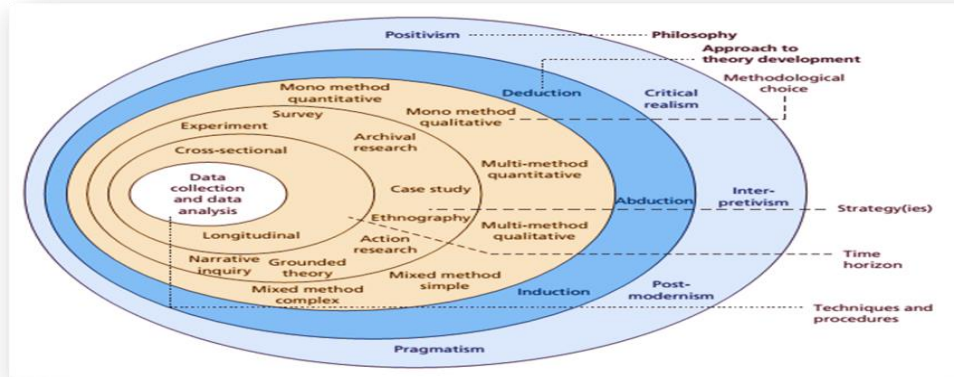 Positivism
Philosophy
Approach to
theory development
Methodological
choice
Mono method
quantitative
Deduction
Critical
realism
Survey
Mono method
qualitative
Experiment
Archival
research
Cross-sectional
Multi-method
quantitative
Data
collection
and data
analysis
Case study
Abduction
Inter-
pretivism
Strategy(ies)
Ethnography
Multi-method
qualitative
Longitudinal
Action
research
Time
horizon
Narrative
inquiry
Grounded
theory
Mixed method
simple
Mixed method
complex
Induction
Post-
modernism
Techniques and
procedures
Pragmatism